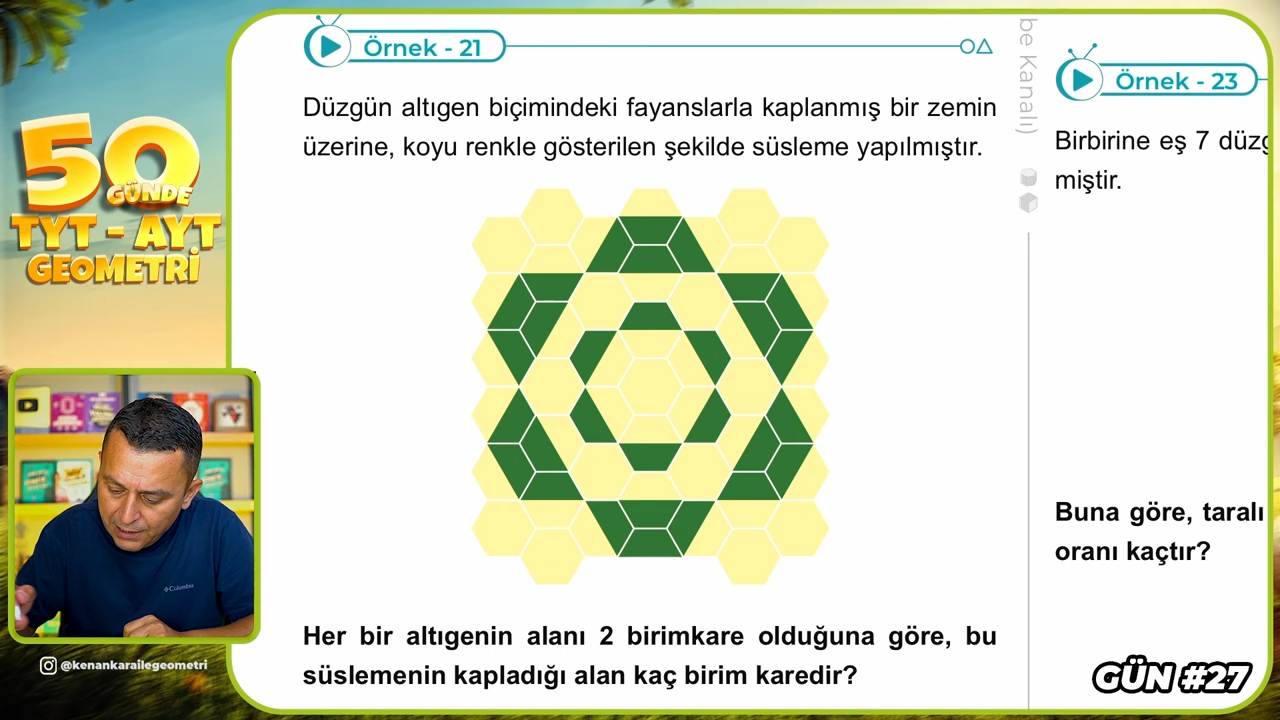 50
GÜNDE
TYT - AYT
GEOMETRİ
@kenankarailegeometri
Örnek - 21
Düzgün altıgen biçimindeki fayanslarla kaplanmış bir zemin
üzerine, koyu renkle gösterilen şekilde süsleme yapılmıştır.
Her bir altıgenin alanı 2 birimkare olduğuna göre, bu
süslemenin kapladığı alan kaç birim karedir?
be Kanalı)
Örnek - 23
Birbirine eş 7 düzg
miştir.
Buna göre, taralı
oranı kaçtır?
GÜN #27
Columbia